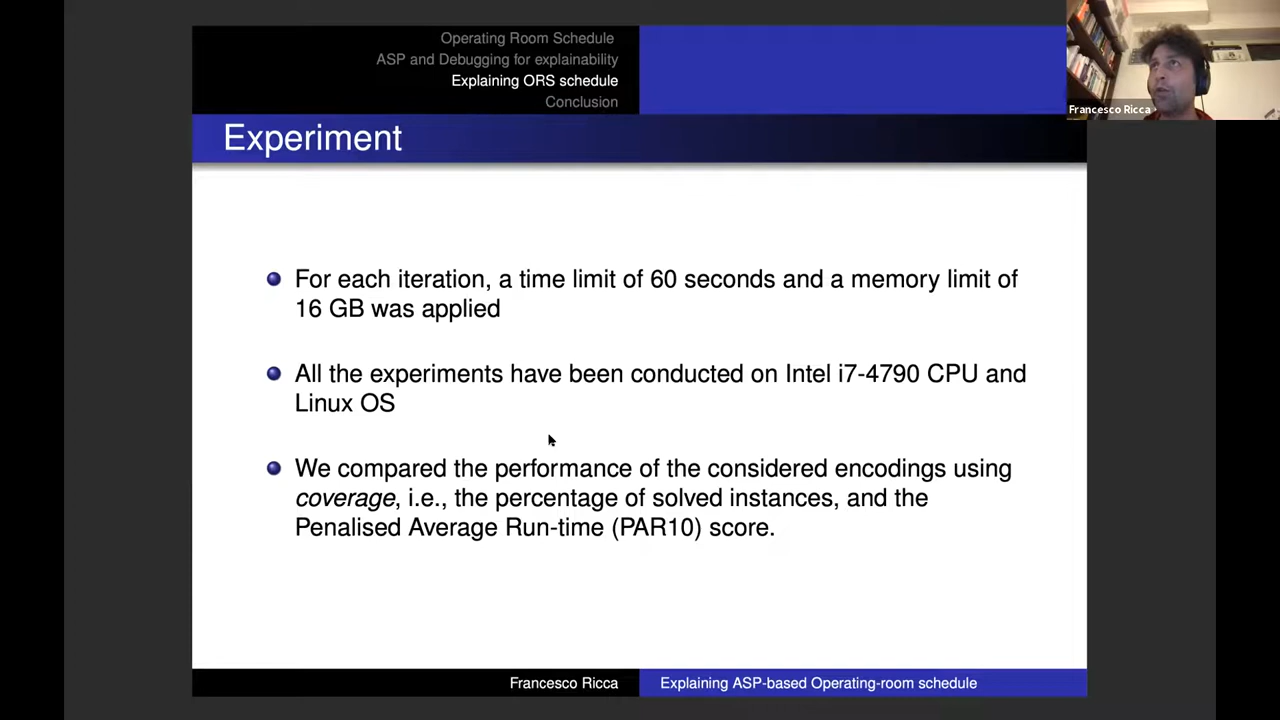 Operating Room Schedule
ASP and Debugging for explainability
Explaining ORS schedule
Conclusion
Francesco Ricca
Experiment
For each iteration, a time limit of 60 seconds and a memory limit of
16 GB was applied
All the experiments have been conducted on Intel i7-4790 CPU and
Linux OS
We compared the performance of the considered encodings using
coverage, i.e., the percentage of solved instances, and the
Penalised Average Run-time (PAR10) score.
Francesco Ricca
Explaining ASP-based Operating-room schedule